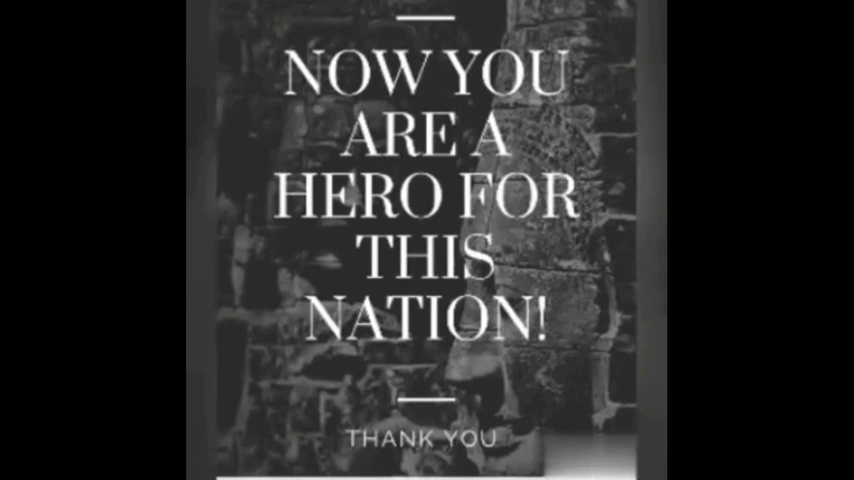 NOW YOU
ARE A
HERO FOR
THIS
NATION!
THANK YOU